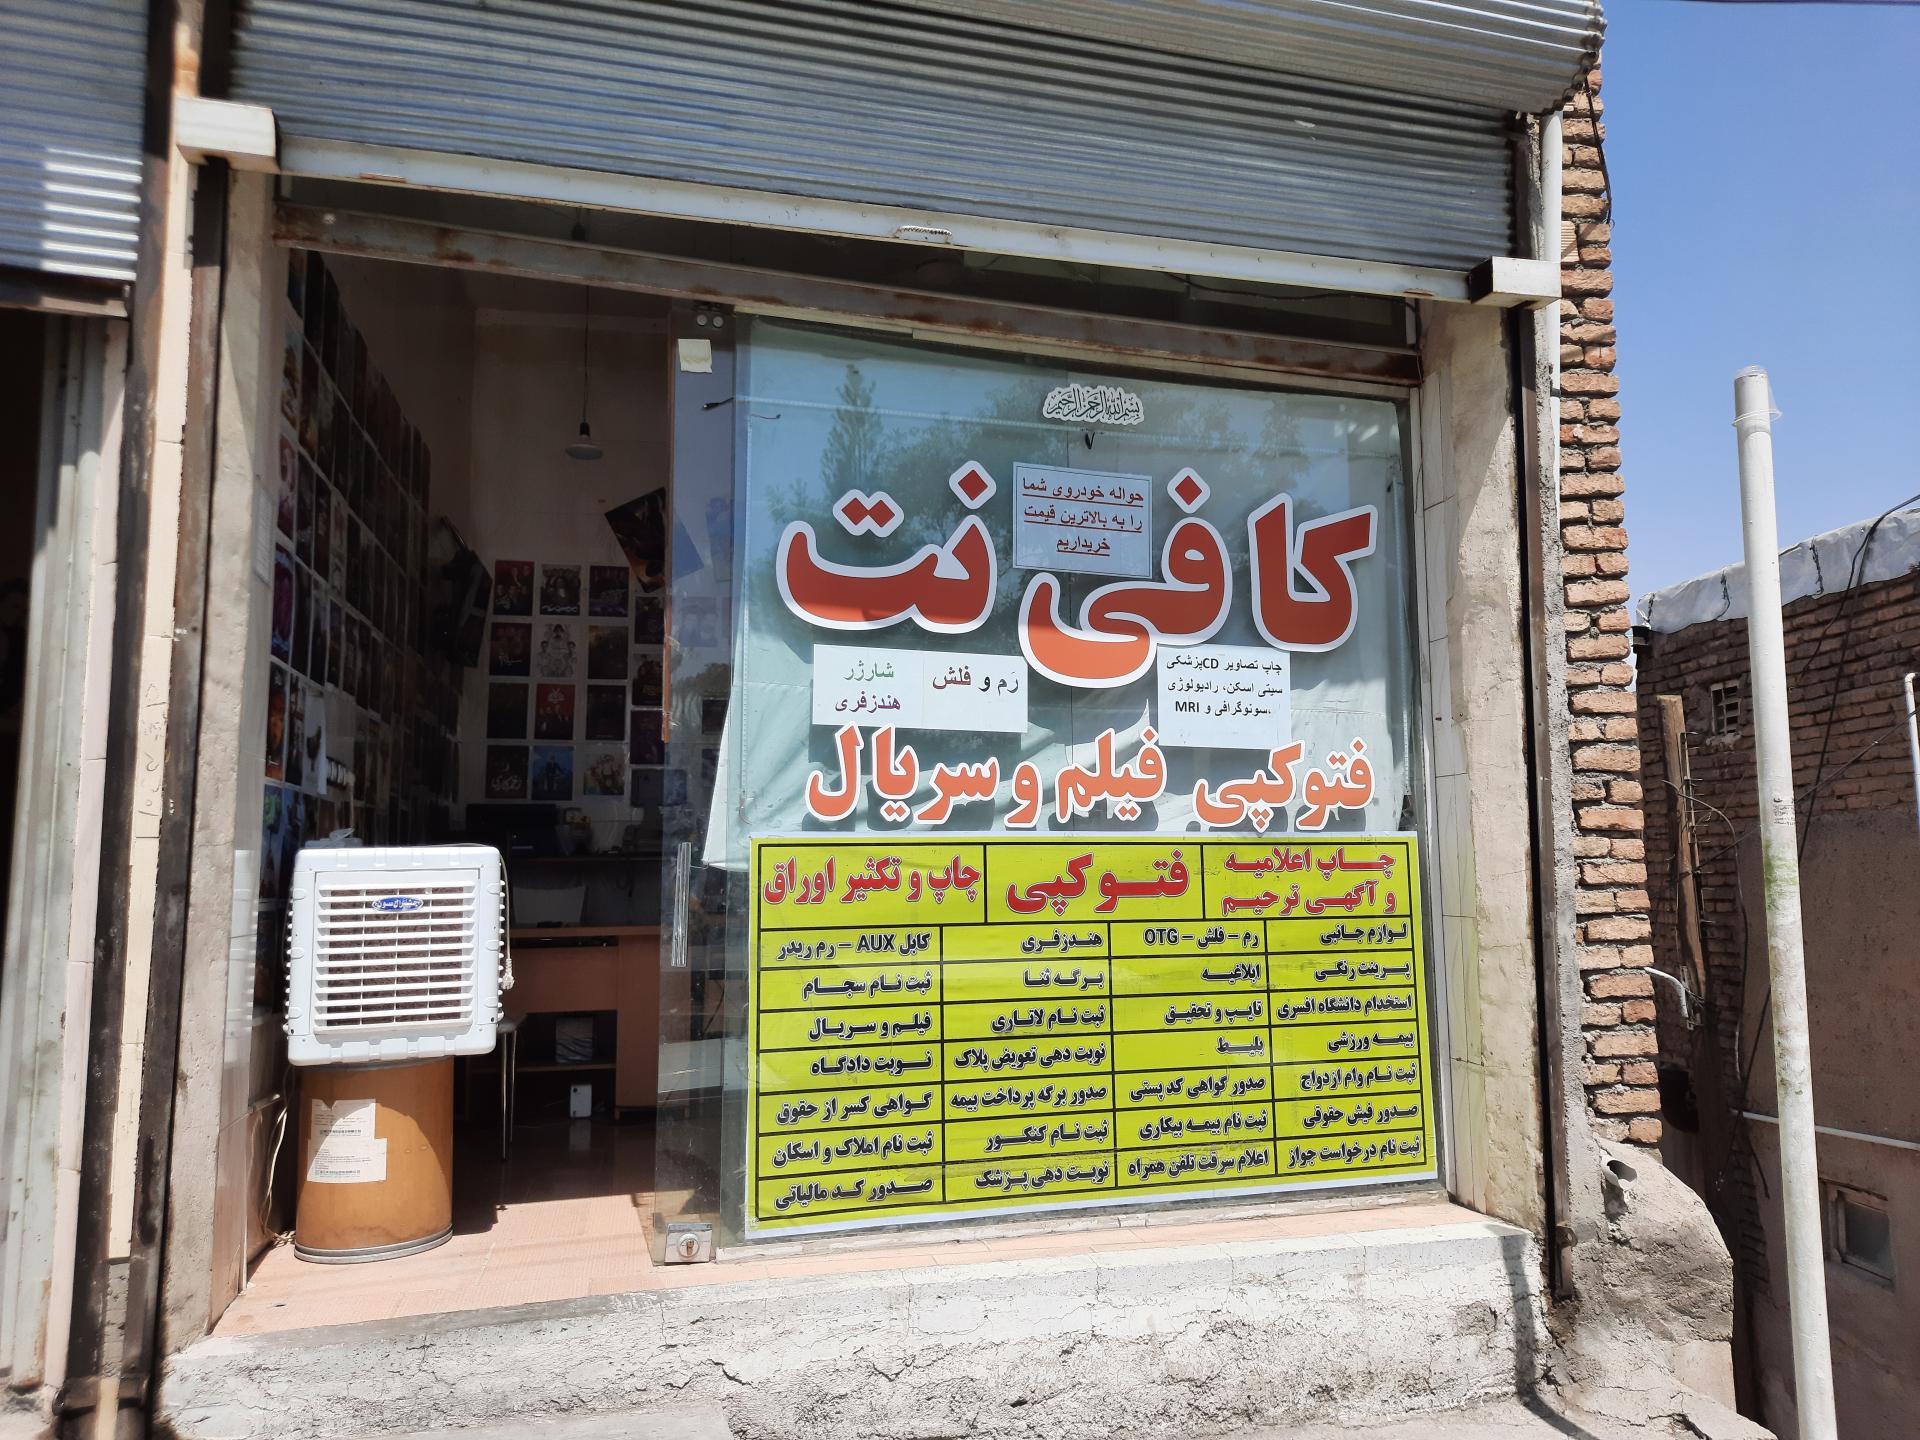 بسم الله الرحمن الرحیم
کافی نت
حواله خودروی شما
را به بالاترین قیمت
خریداریم
چاپ تصاویر CDپزشکی
سیتی اسکن، رادیولوژی
،سونوگرافی و MRI
رَم و فلش
شارژر
هندزفری
فتوکپی فیلم و سریال
چاپ اعلامیه
و آگهی ترحیم
فتوکپی
چاپ و تکثیر اوراق
لوازم جانبی
رم - فلش - OTG
هندزفری
کابل AUX - رم ریدر
پرینت رنگی
ابلاغیه
برگه ثنا
ثبت نام سجام
استخدام دانشگاه افسری
تایپ و تحقیق
ثبت نام لاتاری
فیلم و سریال
بیمه ورزشی
بلیط
نوبت دهی تعویض پلاک
نوبت دادگاه
ثبت نام وام ازدواج
صدور گواهی کد پستی
صدور برگه پرداخت بیمه
گواهی کسر از حقوق
صدور فیش حقوقی
ثبت نام بیمه بیکاری
ثبت نام کنکور
ثبت نام املاک و اسکان
ثبت نام درخواست جواز
اعلام سرقت تلفن همراه
نوبت دهی پزشک
صدور کد مالیاتی